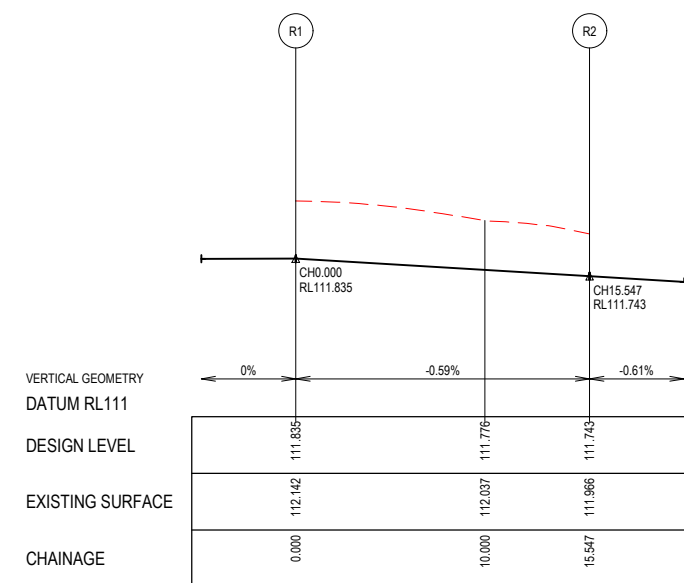 R1
R2
CH0.000
RL111.835
CH15.547
RL111.743
0%
-0.59%
-0.61%
VERTICAL GEOMETRY
DATUM RL111
DESIGN LEVEL
111.835
111.776
111.743
EXISTING SURFACE
112.142
112.037
111.966
CHAINAGE
0.000
10.000
15.547